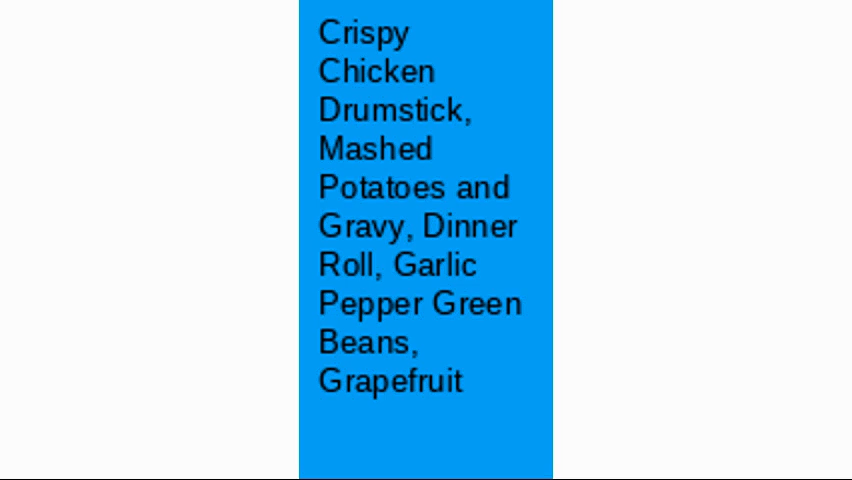 Crispy
Chicken
Drumstick,
Mashed
Potatoes and
Gravy, Dinner
Roll, Garlic
Pepper Green
Beans,
Grapefruit